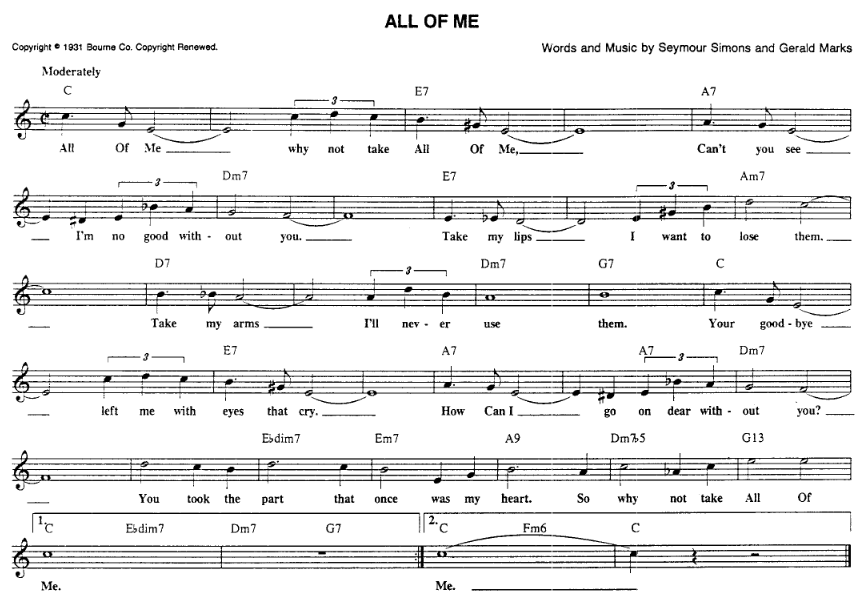 ALL OF ME
Copyright © 1931 Bourne Co. Copyright Renewed.
Words and Music by Seymour Simons and Gerald Marks
Moderately
C E7 A7
3
All Of Me why not take All Of Me, Can't you see
Dm7 E7 Am7
3 3
I'm no good with - out you. Take my lips I want to lose them.
D7 Dm7 G7 C
3
Take my arms I'll nev - er use them. Your good - bye
E7 A7 A7 Dm7
3 3
left me with eyes that cry. How Can I go on dear with - out you?
E♭dim7 Em7 A9 Dm7♭5 G13
You took the part that once was my heart. So why not take All Of
1. C E♭dim7 Dm7 G7 2. C Fm6 C
Me. Me.